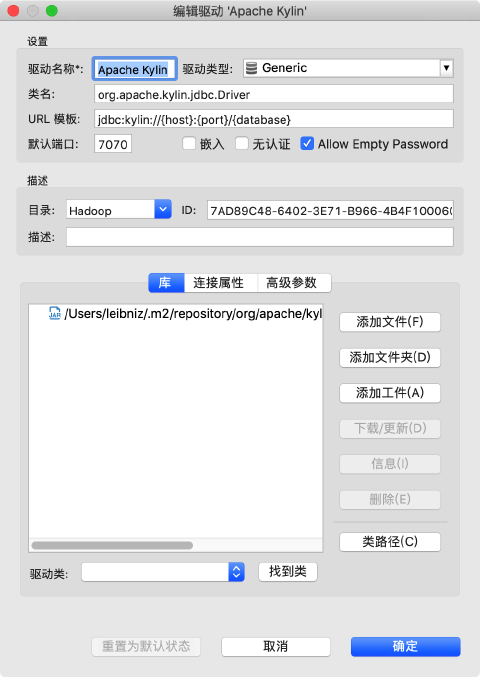 编辑驱动 'Apache Kylin'
设置
驱动名称*: Apache Kylin 驱动类型: Generic
类名: org.apache.kylin.jdbc.Driver
URL 模板: jdbc:kylin://{host}:{port}/{database}
默认端口: 7070 嵌入 无认证 Allow Empty Password
描述
目录: Hadoop ID: 7AD89C48-6402-3E71-B966-4B4F10006
描述:
库 连接属性 高级参数
JAR /Users/leibniz/.m2/repository/org/apache/kyl
添加文件(F)
添加文件夹(D)
添加工件(A)
下载/更新(D)
信息(I)
删除(E)
类路径(C)
驱动类: 找到类
重置为默认状态 取消 确定